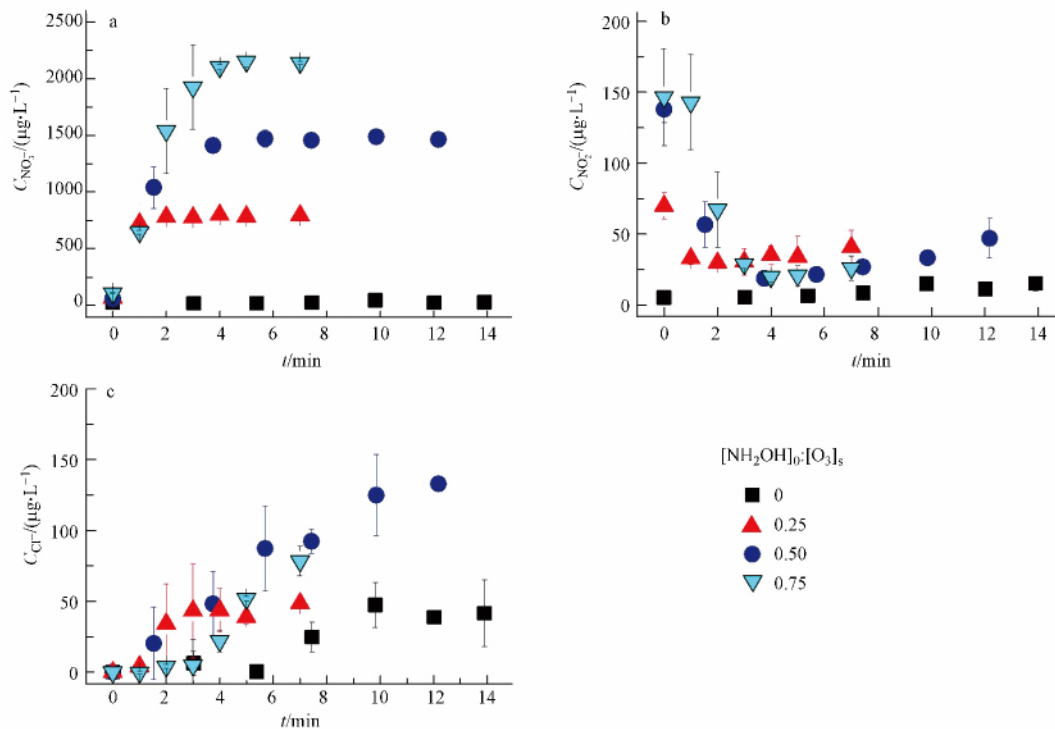 a
2500
2000
1500
1000
500
0
C_NO₃⁻/(μg·L⁻¹)
0 2 4 6 8 10 12 14
t/min
b
200
150
100
50
0
C_NO₂⁻/(μg·L⁻¹)
0 2 4 6 8 10 12 14
t/min
c
200
150
100
50
0
C_Cl⁻/(μg·L⁻¹)
0 2 4 6 8 10 12 14
t/min
[NH₂OH]₀:[O₃]ₛ
0
0.25
0.50
0.75